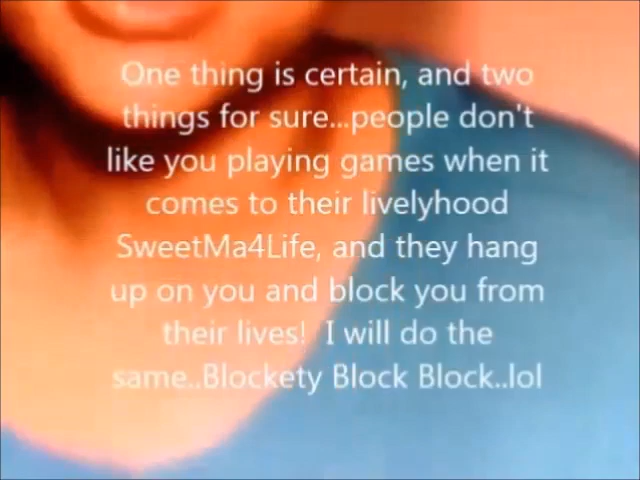 One thing is certain, and two
things for sure...people don't
like you playing games when it
comes to their livelyhood
SweetMa4Life, and they hang
up on you and block you from
their lives!  I will do the
same..Blockety Block Block..lol